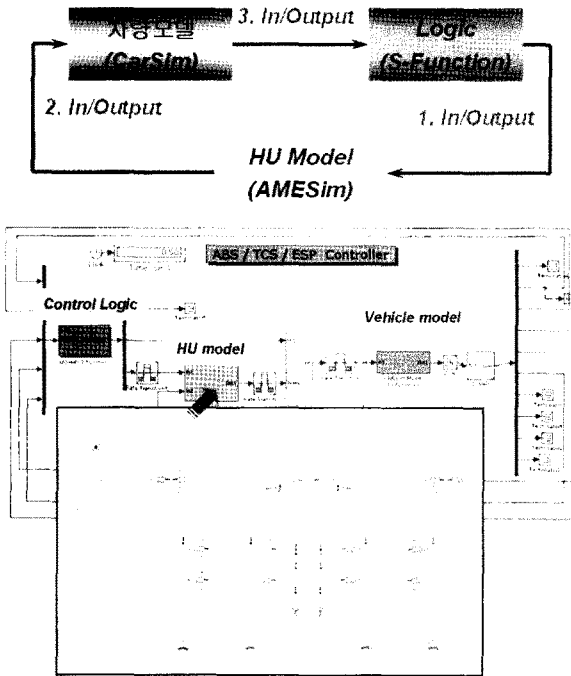 차량모델
(CarSim)
3. In/Output
Logic
(S-Function)
2. In/Output
1. In/Output
HU Model
(AMESim)
ABS / TCS / ESP Controller
Control Logic
HU model
Vehicle model